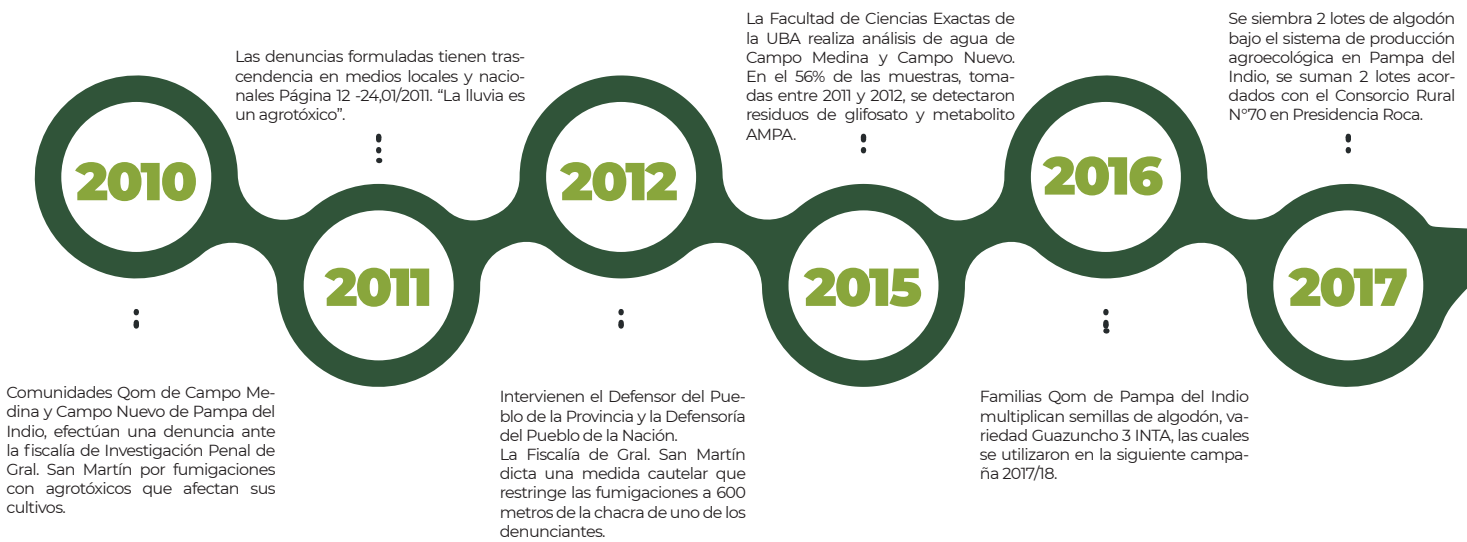 2010
Comunidades Qom de Campo Me-
dina y Campo Nuevo de Pampa del
Indio, efectúan una denuncia ante
la fiscalía de Investigación Penal de
Gral. San Martín por fumigaciones
con agrotóxicos que afectan sus
cultivos.
Las denuncias formuladas tienen tras-
cendencia en medios locales y nacio-
nales Página 12 -24,01/2011. “La lluvia es
un agrotóxico”.
2011
2012
Intervienen el Defensor del Pue-
blo de la Provincia y la Defensoría
del Pueblo de la Nación.
La Fiscalía de Gral. San Martín
dicta una medida cautelar que
restringe las fumigaciones a 600
metros de la chacra de uno de los
denunciantes.
La Facultad de Ciencias Exactas de
la UBA realiza análisis de agua de
Campo Medina y Campo Nuevo.
En el 56% de las muestras, toma-
das entre 2011 y 2012, se detectaron
residuos de glifosato y metabolito
AMPA.
2015
2016
Familias Qom de Pampa del Indio
multiplican semillas de algodón, va-
riedad Guazuncho 3 INTA, las cuales
se utilizaron en la siguiente campa-
ña 2017/18.
Se siembra 2 lotes de algodón
bajo el sistema de producción
agroecológica en Pampa del
Indio, se suman 2 lotes acor-
dados con el Consorcio Rural
N°70 en Presidencia Roca.
2017